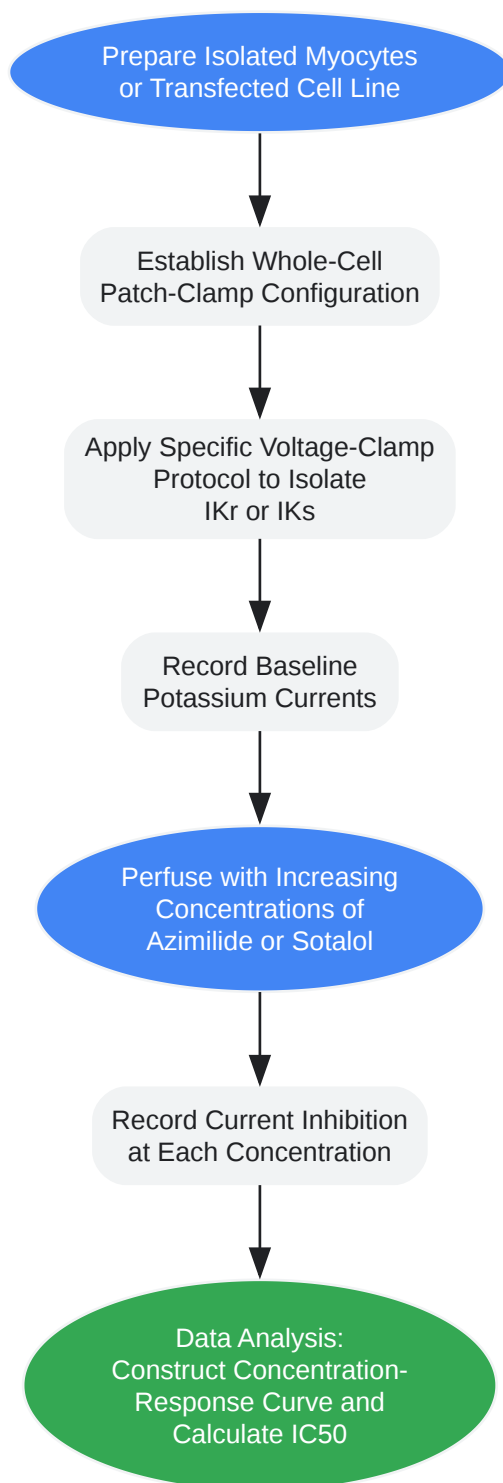 Prepare Isolated Myocytes
or Transfected Cell Line
Establish Whole-Cell
Patch-Clamp Configuration
Apply Specific Voltage-Clamp
Protocol to Isolate
IKr or IKs
Record Baseline
Potassium Currents
Perfuse with Increasing
Concentrations of
Azimilide or Sotalol
Record Current Inhibition
at Each Concentration
Data Analysis:
Construct Concentration-
Response Curve and
Calculate IC50